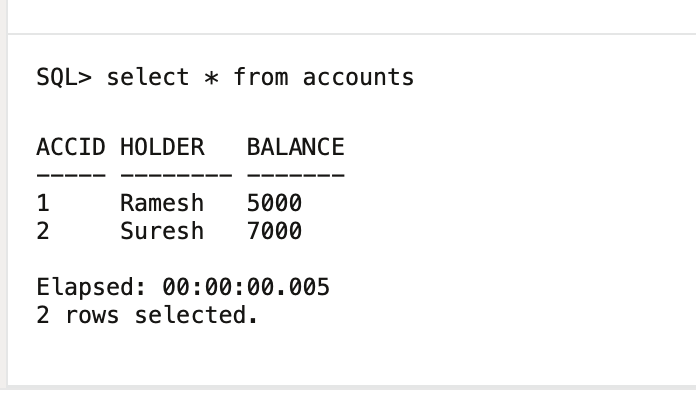 SQL> select * from accounts
ACCID HOLDER   BALANCE
----- -------- -------
1     Ramesh   5000
2     Suresh   7000
Elapsed: 00:00:00.005
2 rows selected.